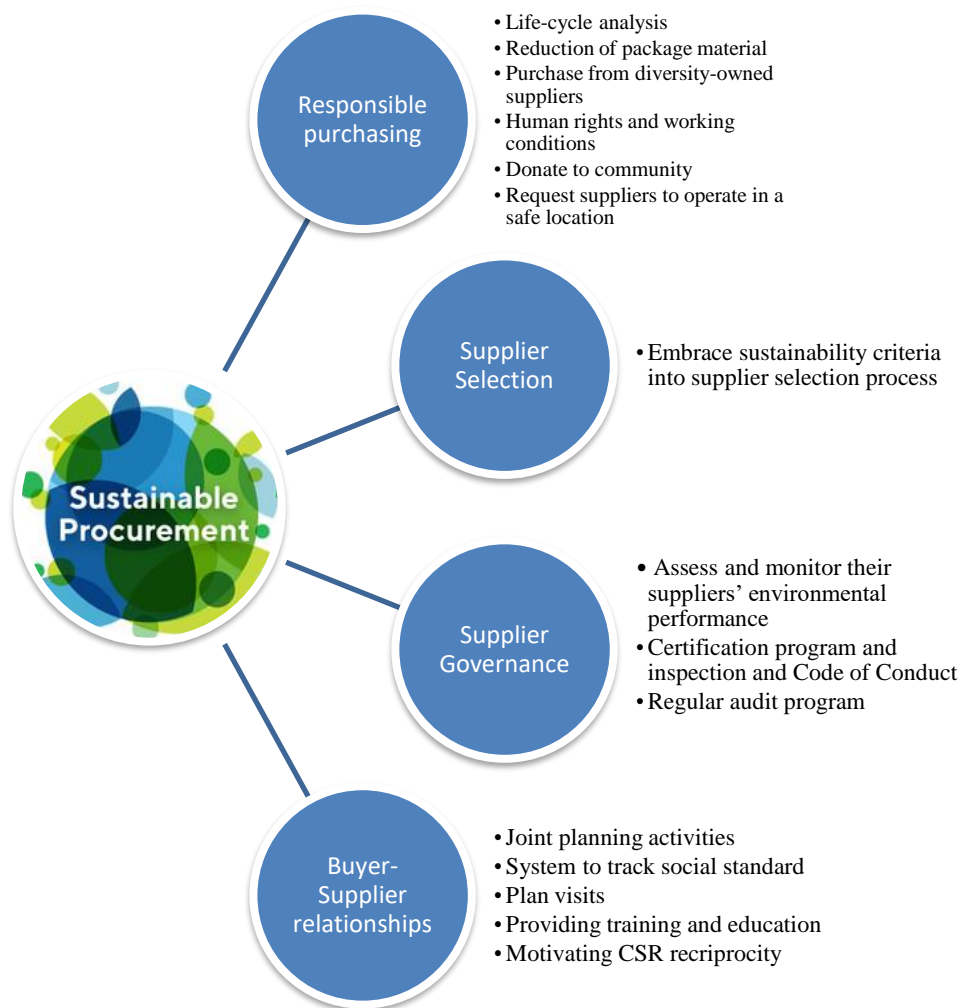 Sustainable
Procurement
Responsible
purchasing
• Life-cycle analysis
• Reduction of package material
• Purchase from diversity-owned
suppliers
• Human rights and working
conditions
• Donate to community
• Request suppliers to operate in a
safe location
Supplier
Selection
• Embrace sustainability criteria
into supplier selection process
Supplier
Governance
• Assess and monitor their
suppliers’ environmental
performance
• Certification program and
inspection and Code of Conduct
• Regular audit program
Buyer-
Supplier
relationships
• Joint planning activities
• System to track social standard
• Plan visits
• Providing training and education
• Motivating CSR recriprocity